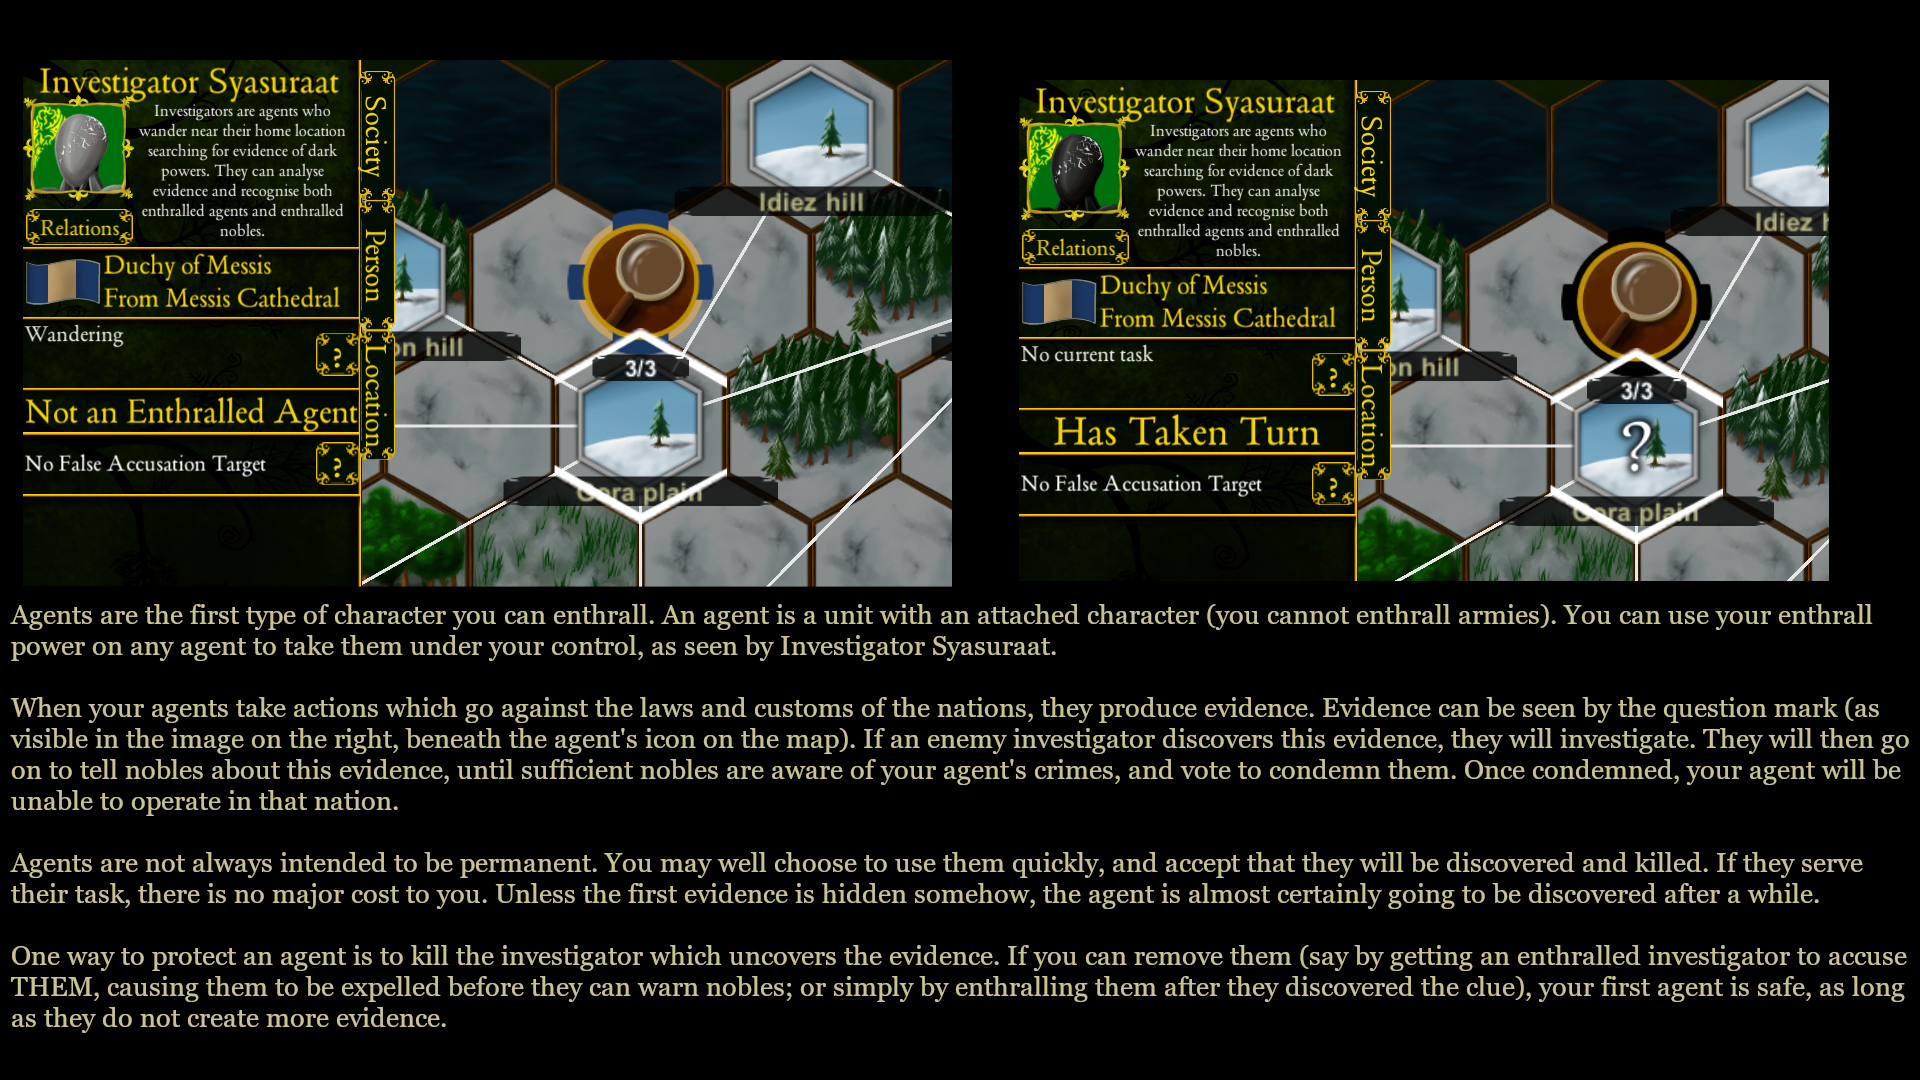 Investigator Syasuraat
Investigators are agents who
wander near their home location
searching for evidence of dark
powers. They can analyse
evidence and recognise both
enthralled agents and enthralled
nobles.
Relations
Duchy of Messis
From Messis Cathedral
Wandering
?
Not an Enthralled Agent
No False Accusation Target
?
Society
Person
Location
Idiez hill
on hill
3/3
Gora plain
Investigator Syasuraat
Investigators are agents who
wander near their home location
searching for evidence of dark
powers. They can analyse
evidence and recognise both
enthralled agents and enthralled
nobles.
Relations
Duchy of Messis
From Messis Cathedral
No current task
?
Has Taken Turn
No False Accusation Target
?
Society
Person
Location
Idiez h
on hill
3/3
?
Gora plain
Agents are the first type of character you can enthrall. An agent is a unit with an attached character (you cannot enthrall armies). You can use your enthrall
power on any agent to take them under your control, as seen by Investigator Syasuraat.
When your agents take actions which go against the laws and customs of the nations, they produce evidence. Evidence can be seen by the question mark (as
visible in the image on the right, beneath the agent's icon on the map). If an enemy investigator discovers this evidence, they will investigate. They will then go
on to tell nobles about this evidence, until sufficient nobles are aware of your agent's crimes, and vote to condemn them. Once condemned, your agent will be
unable to operate in that nation.
Agents are not always intended to be permanent. You may well choose to use them quickly, and accept that they will be discovered and killed. If they serve
their task, there is no major cost to you. Unless the first evidence is hidden somehow, the agent is almost certainly going to be discovered after a while.
One way to protect an agent is to kill the investigator which uncovers the evidence. If you can remove them (say by getting an enthralled investigator to accuse
THEM, causing them to be expelled before they can warn nobles; or simply by enthralling them after they discovered the clue), your first agent is safe, as long
as they do not create more evidence.